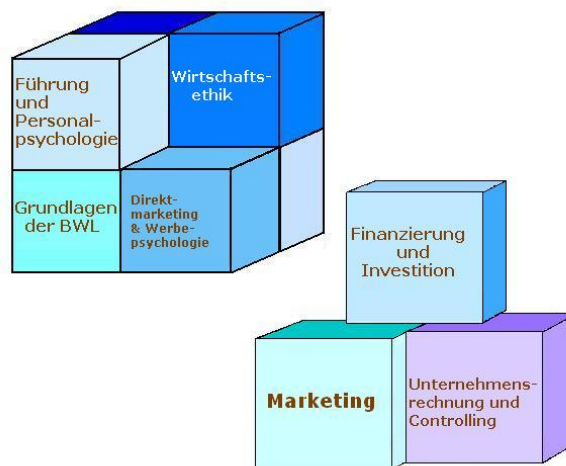 Führung
und
Personal-
psychologie
Wirtschafts-
ethik
Grundlagen
der BWL
Direkt-
marketing
& Werbe-
psychologie
Finanzierung
und
Investition
Marketing
Unternehmens-
rechnung und
Controlling